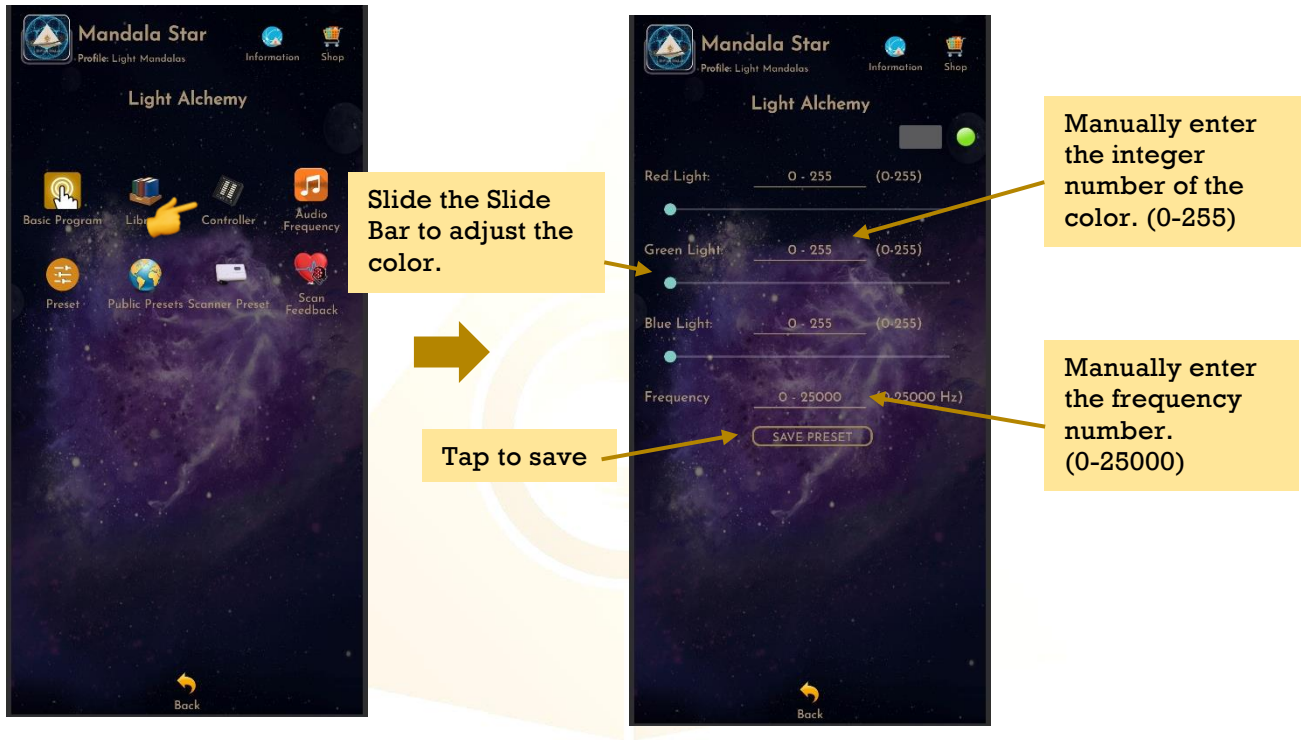 Mandala Star
Profile: Light Mandalas
Information
Shop
Light Alchemy
Basic Program
Controller
Audio
Frequency
Preset
Public Presets
Scanner Preset
Scan
Feedback
Back
Slide the Slide
Bar to adjust the
color.
Tap to save
Mandala Star
Profile: Light Mandalas
Information
Shop
Light Alchemy
Red Light: 0 - 255 (0-255)
Green Light: 0 - 255 (0-255)
Blue Light: 0 - 255 (0-255)
Frequency 0 - 25000 (0-25000 Hz)
SAVE PRESET
Back
Manually enter
the integer
number of the
color. (0-255)
Manually enter
the frequency
number.
(0-25000)